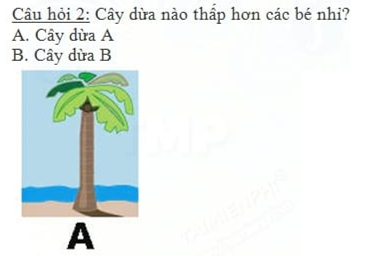 Câu hỏi 2: Cây dừa nào thấp hơn các bé nhỉ?
A. Cây dừa A
B. Cây dừa B
A